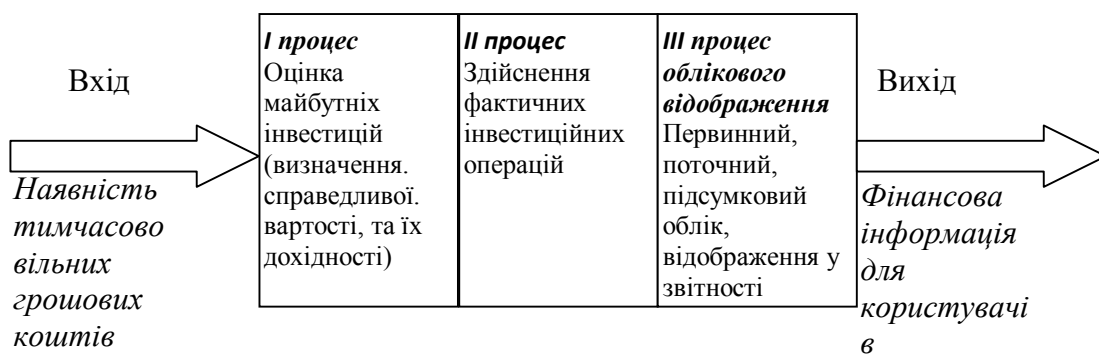 Вхід
Наявність
тимчасово
вільних
грошових
коштів
І процес
Оцінка
майбутніх
інвестицій
(визначення.
справедливої.
вартості, та їх
дохідності)
ІІ процес
Здійснення
фактичних
інвестиційних
операцій
ІІІ процес
облікового
відображення
Первинний,
поточний,
підсумковий
облік,
відображення у
звітності
Вихід
Фінансова
інформація
для
користувачі
в